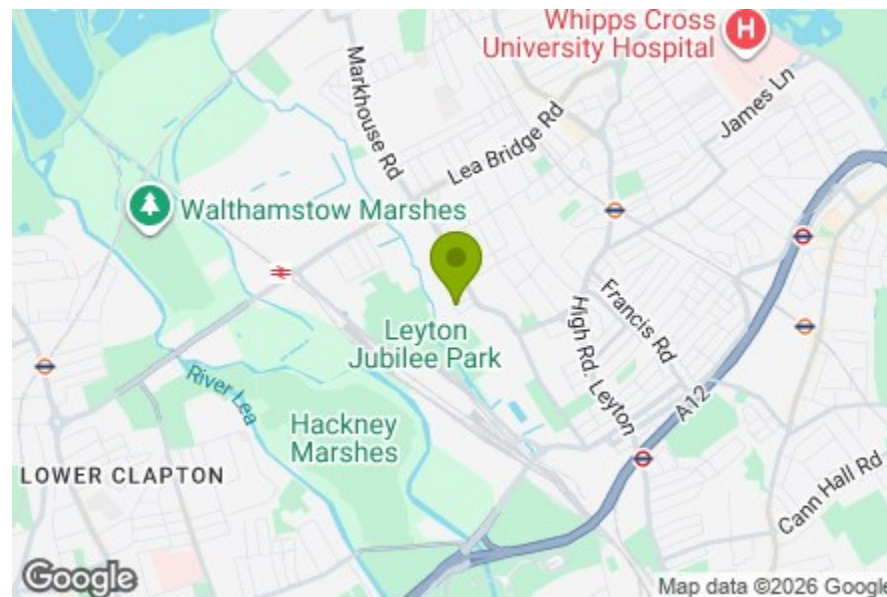 Whipps Cross
University Hospital
H
James Ln
Markhouse Rd
Lea Bridge Rd
Walthamstow Marshes
Francis Rd
High Rd. Leyton
Leyton
Jubilee Park
A12
River Lea
Hackney
Marshes
LOWER CLAPTON
Cann Hall Rd
Google
Map data ©2026 Google